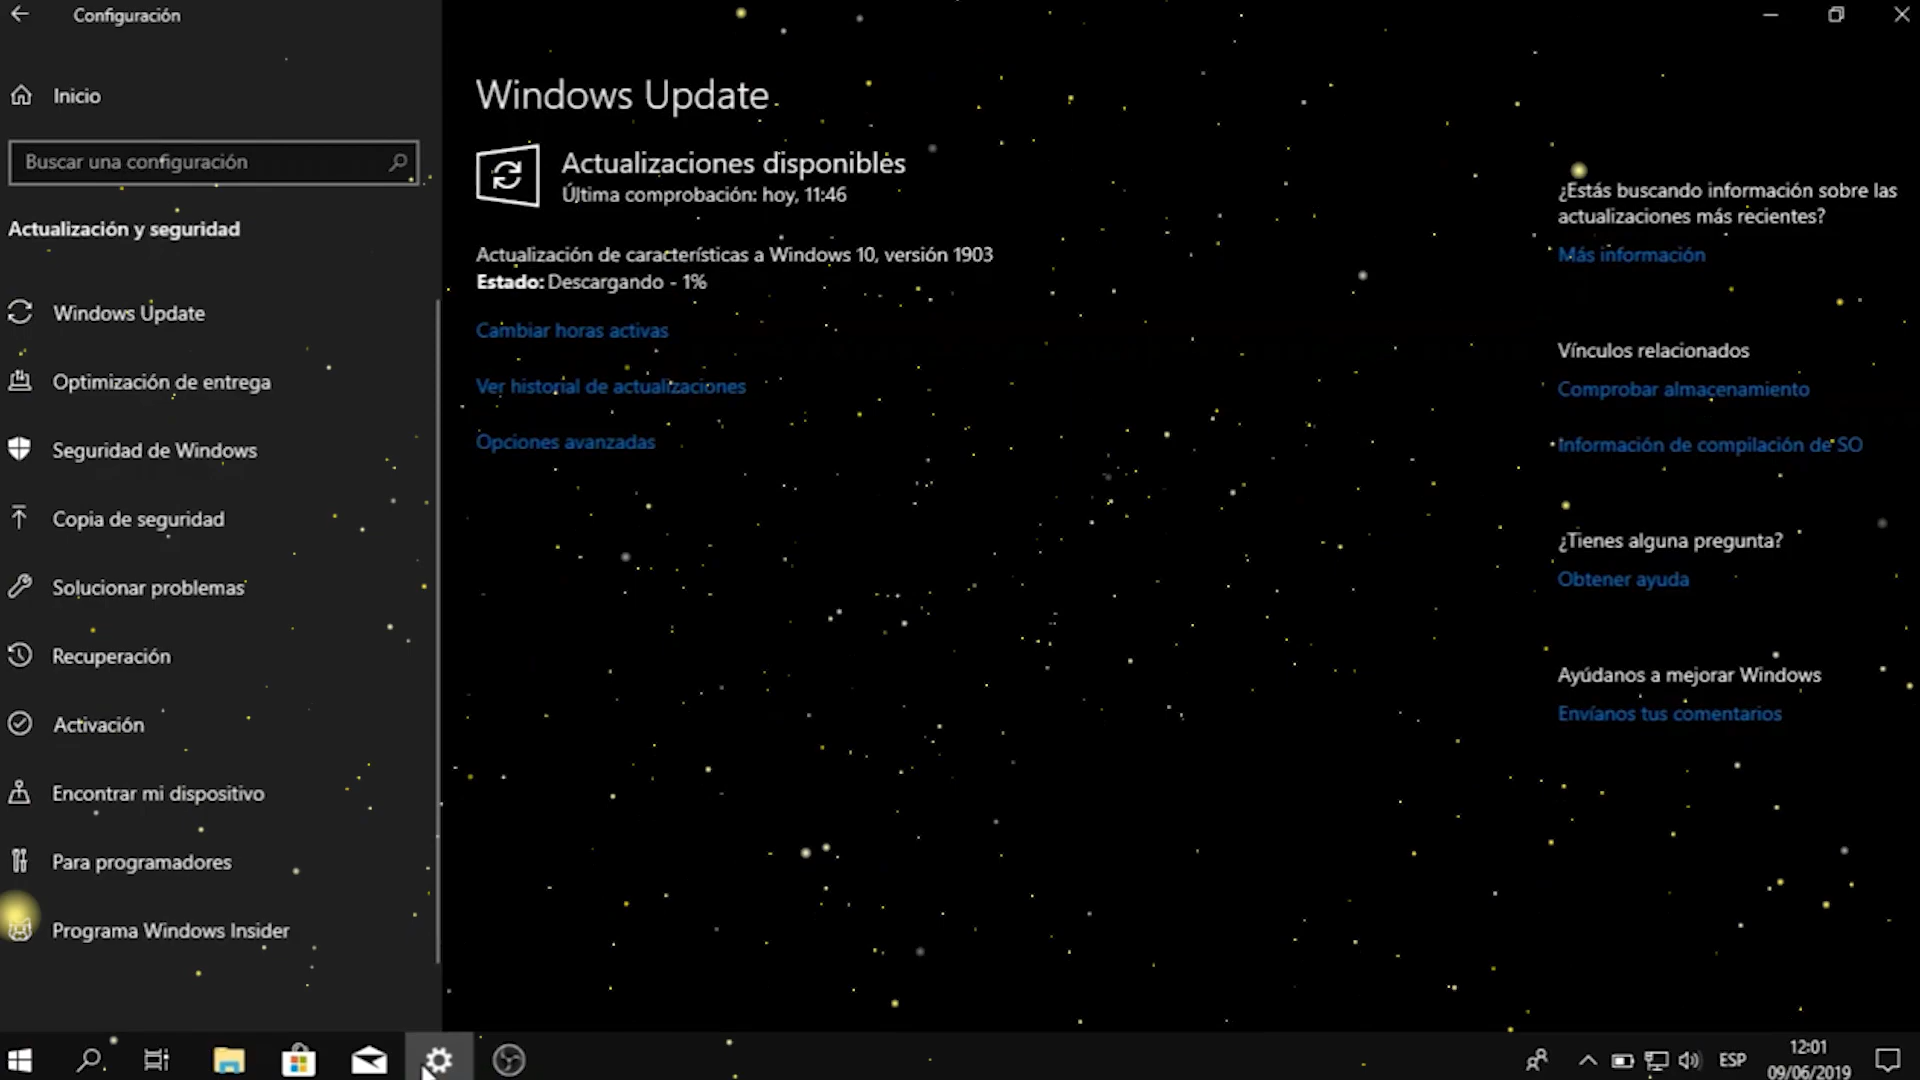 Configuración
Inicio
Buscar una configuración
Actualización y seguridad
Windows Update
Optimización de entrega
Seguridad de Windows
Copia de seguridad
Solucionar problemas
Recuperación
Activación
Encontrar mi dispositivo
Para programadores
Programa Windows Insider
Windows Update
Actualizaciones disponibles
Última comprobación: hoy, 11:46
Actualización de características a Windows 10, versión 1903
Estado: Descargando - 1%
Cambiar horas activas
Ver historial de actualizaciones
Opciones avanzadas
¿Estás buscando información sobre las
actualizaciones más recientes?
Más información
Vínculos relacionados
Comprobar almacenamiento
Información de compilación de SO
¿Tienes alguna pregunta?
Obtener ayuda
Ayúdanos a mejorar Windows
Envíanos tus comentarios
ESP
12:01
09/06/2019